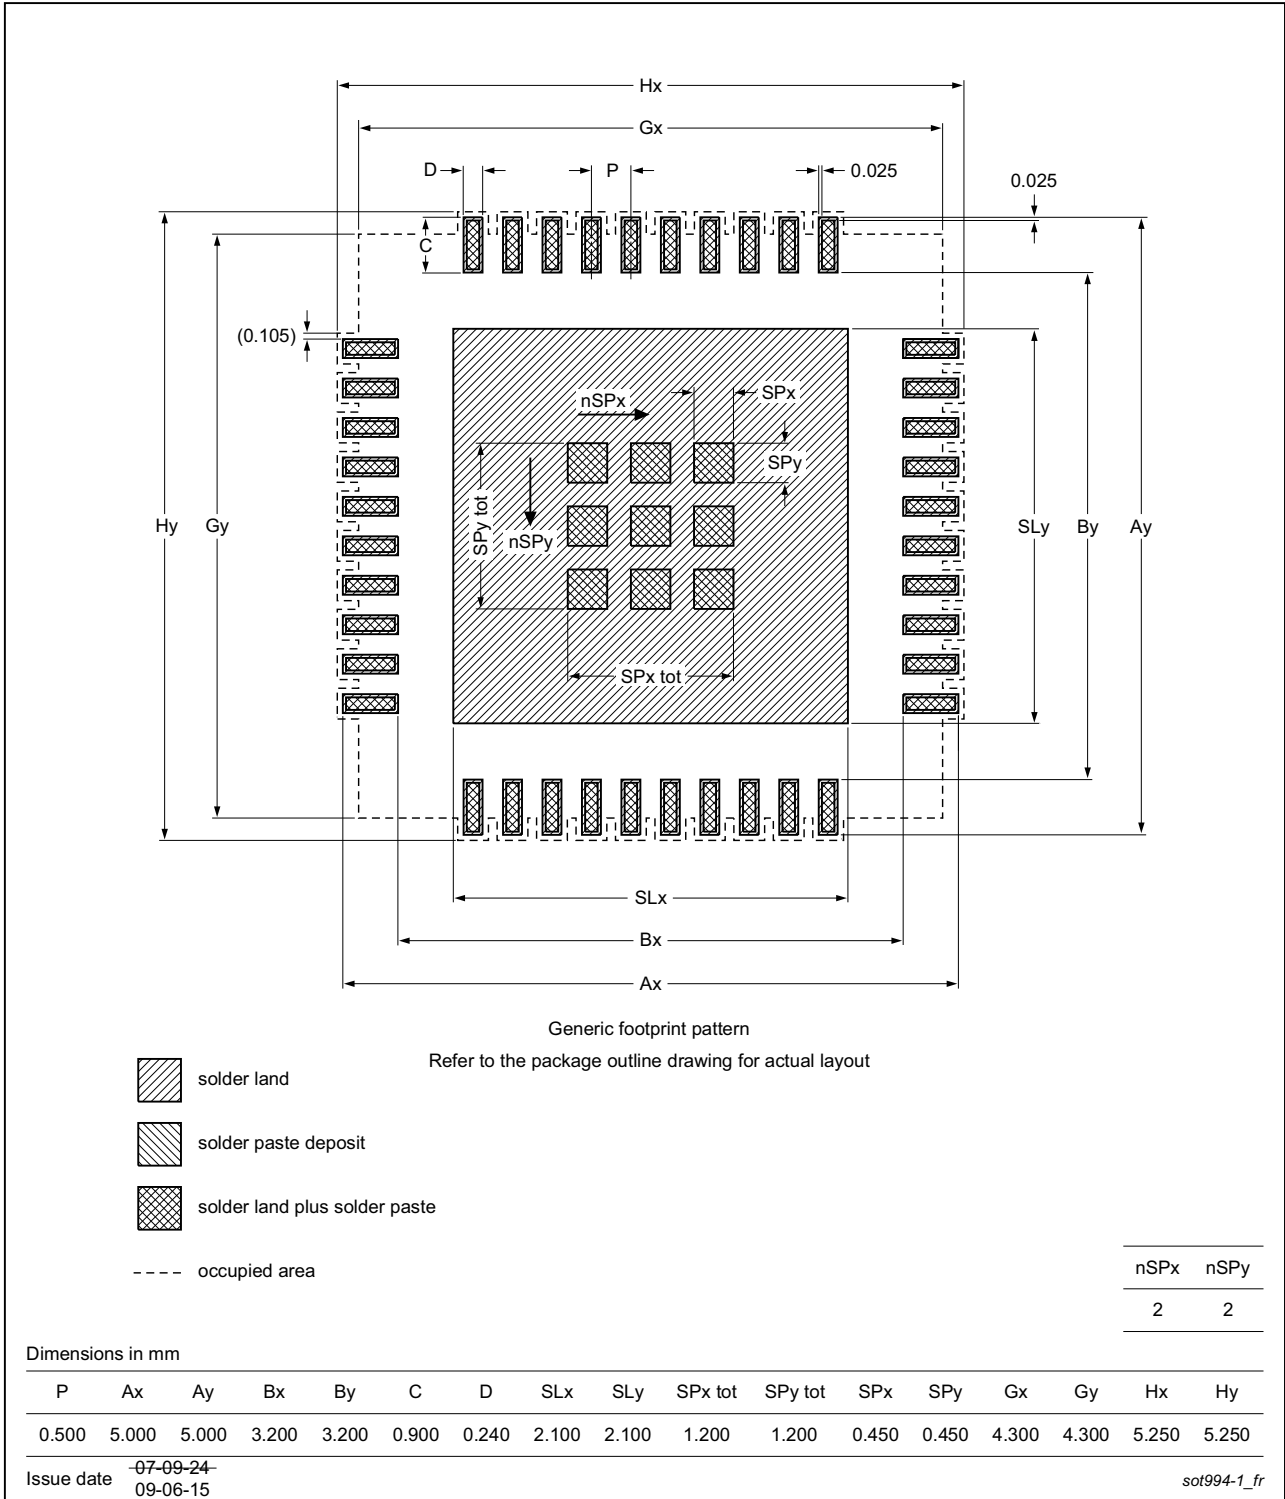 Hx
Gx
D
P
0.025
0.025
C
(0.105)
nSPx
SPx
SPy
SPy tot
nSPy
Hy
Gy
SLy
By
Ay
SPx tot
SLx
Bx
Ax
Generic footprint pattern
Refer to the package outline drawing for actual layout
solder land
solder paste deposit
solder land plus solder paste
occupied area
nSPx nSPy
2 2
Dimensions in mm
P Ax Ay Bx By C D SLx SLy SPx tot SPy tot SPx SPy Gx Gy Hx Hy
0.500 5.000 5.000 3.200 3.200 0.900 0.240 2.100 2.100 1.200 1.200 0.450 0.450 4.300 4.300 5.250 5.250
Issue date 07-09-24
09-06-15
sot994-1_fr